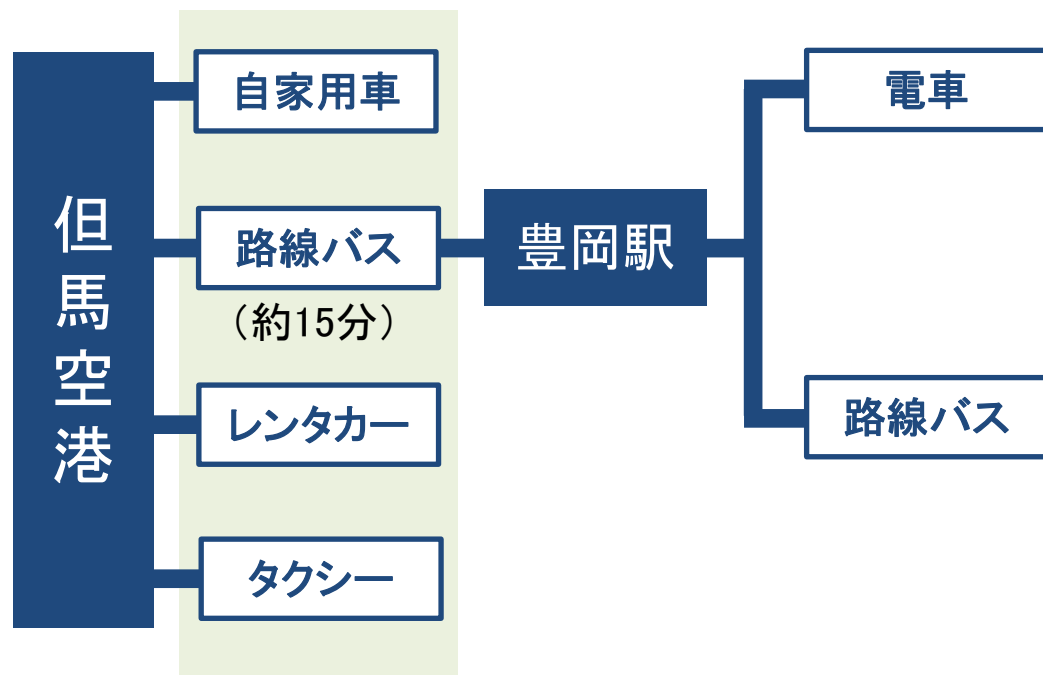 但馬空港
自家用車
路線バス
（約15分）
レンタカー
タクシー
豊岡駅
電車
路線バス